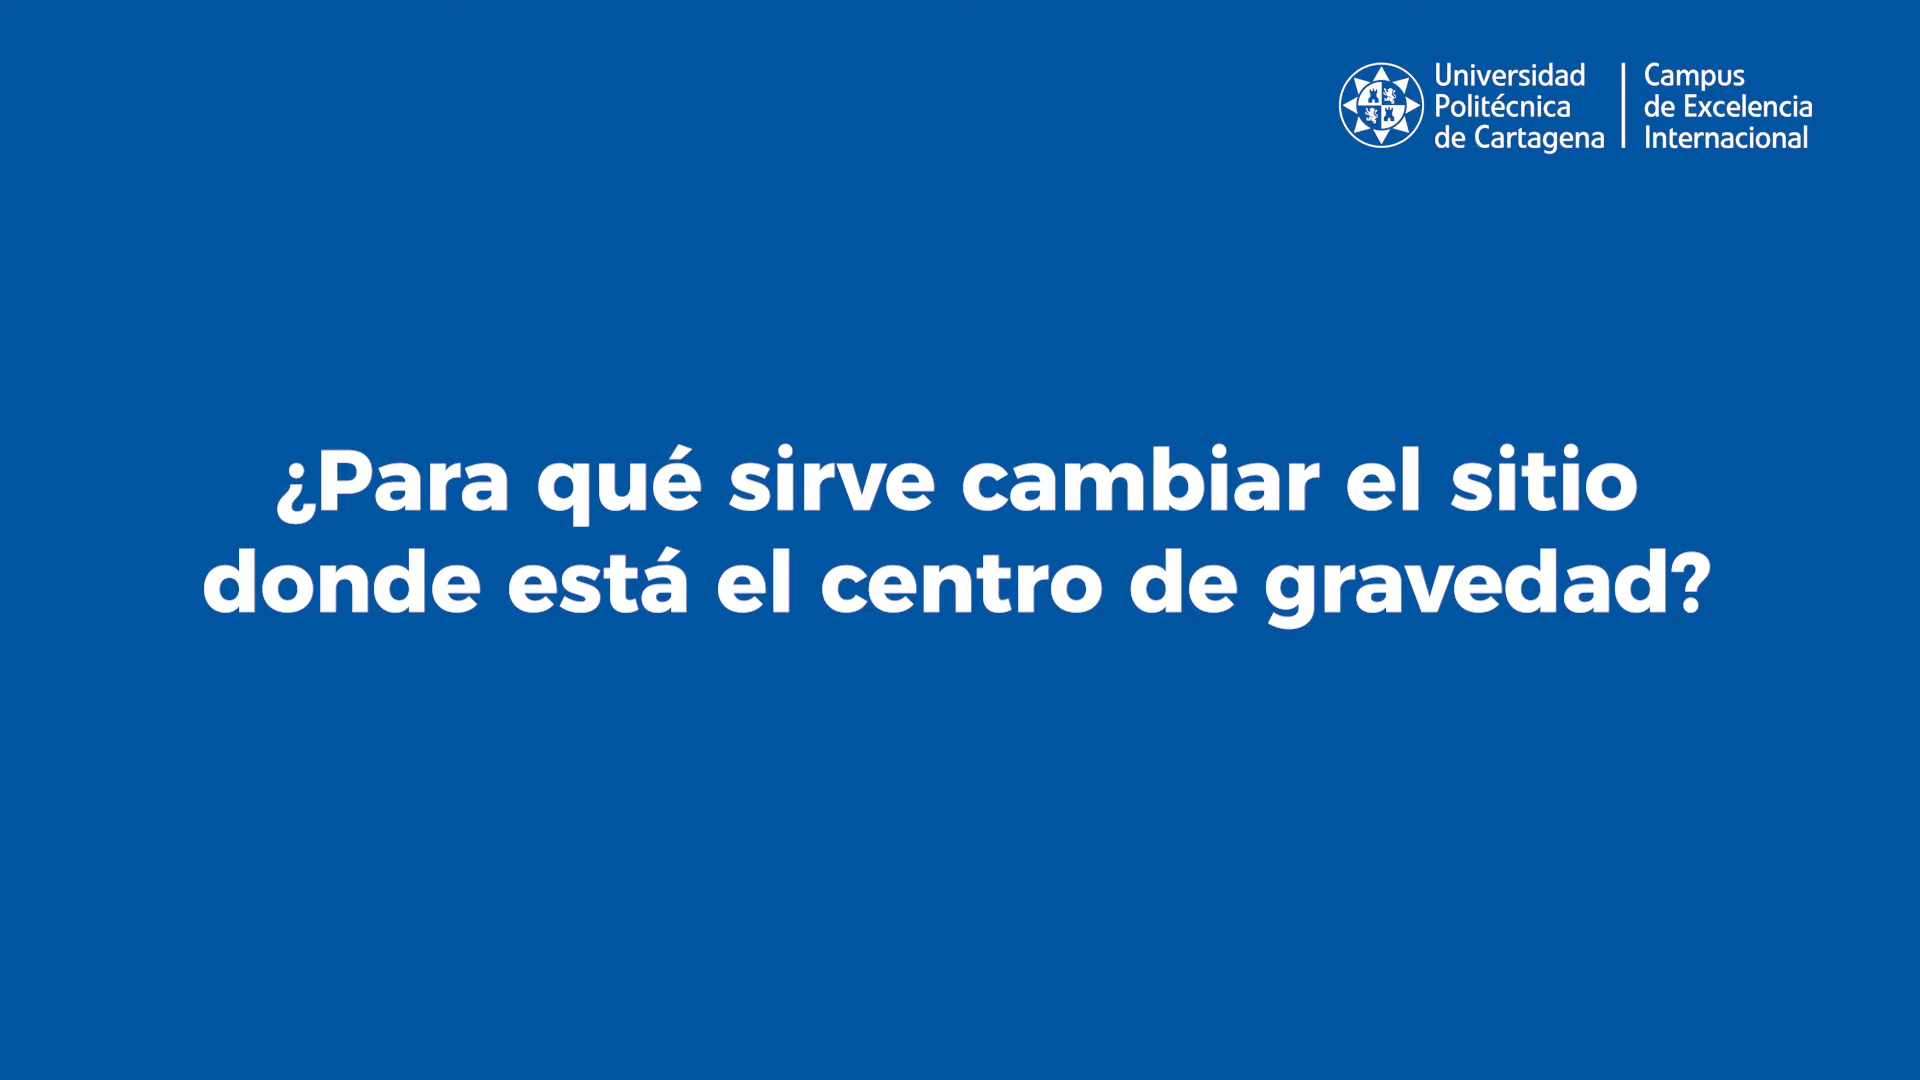 Universidad
Politécnica
de Cartagena
Campus
de Excelencia
Internacional
¿Para qué sirve cambiar el sitio
donde está el centro de gravedad?